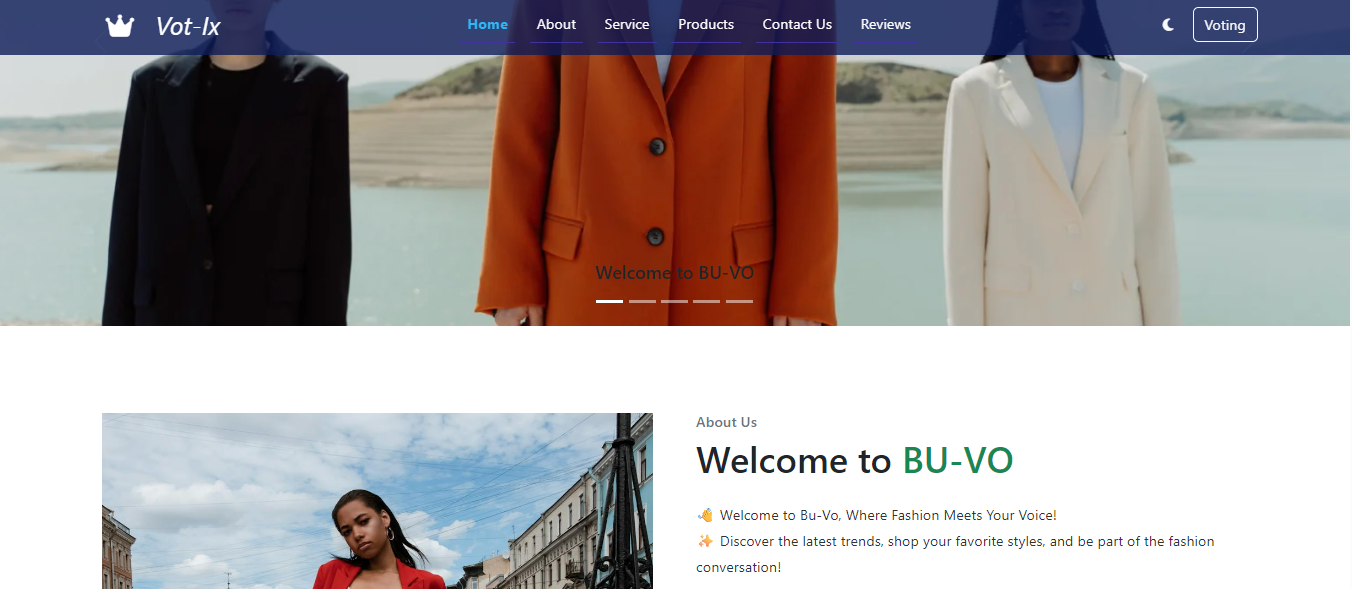 Vot-Ix
Home About Service Products Contact Us Reviews
Voting
Welcome to BU-VO
About Us
Welcome to BU-VO
👋 Welcome to Bu-Vo, Where Fashion Meets Your Voice!
✨ Discover the latest trends, shop your favorite styles, and be part of the fashion
conversation!